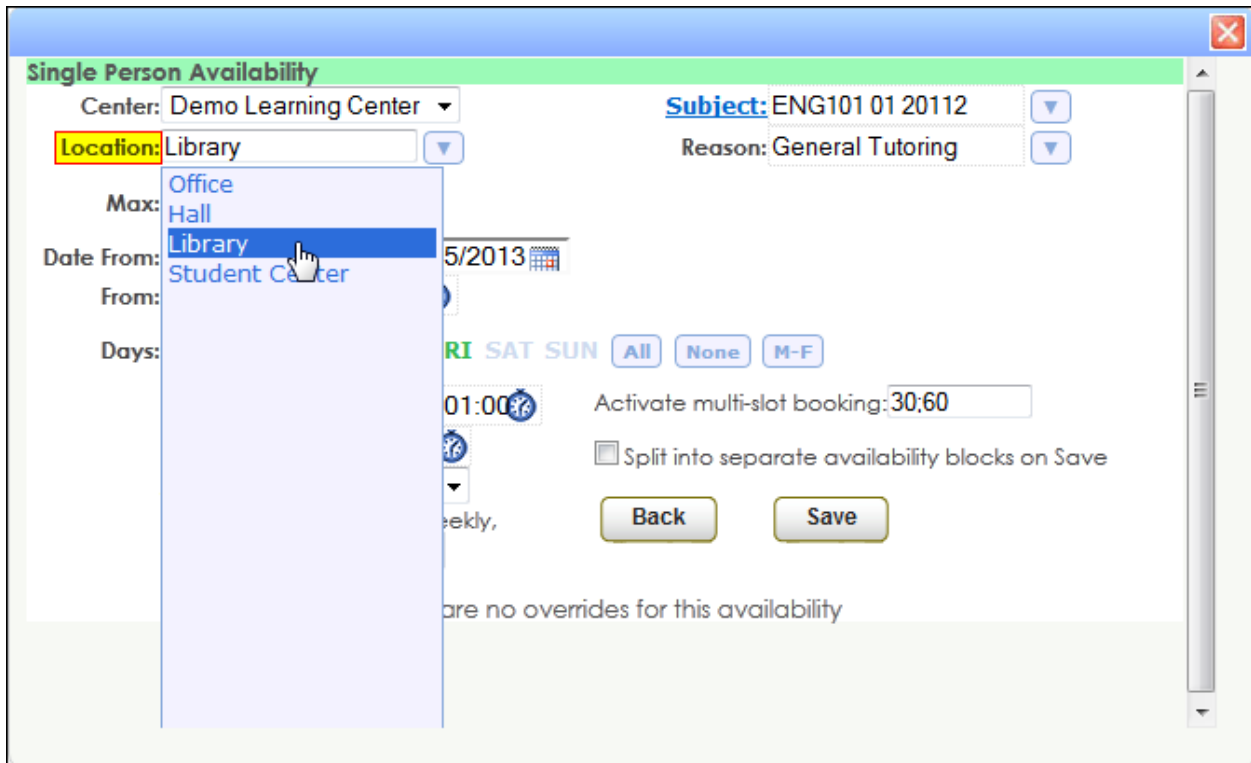 Single Person Availability
Center: Demo Learning Center Subject: ENG101 01 20112
Location: Library Reason: General Tutoring
Office
Max:
Hall
Library
Date From: 5/2013
Student Center
From:
Days: RI SAT SUN All None M-F
01:00 Activate multi-slot booking: 30;60
Split into separate availability blocks on Save
eekly, Back Save
are no overrides for this availability